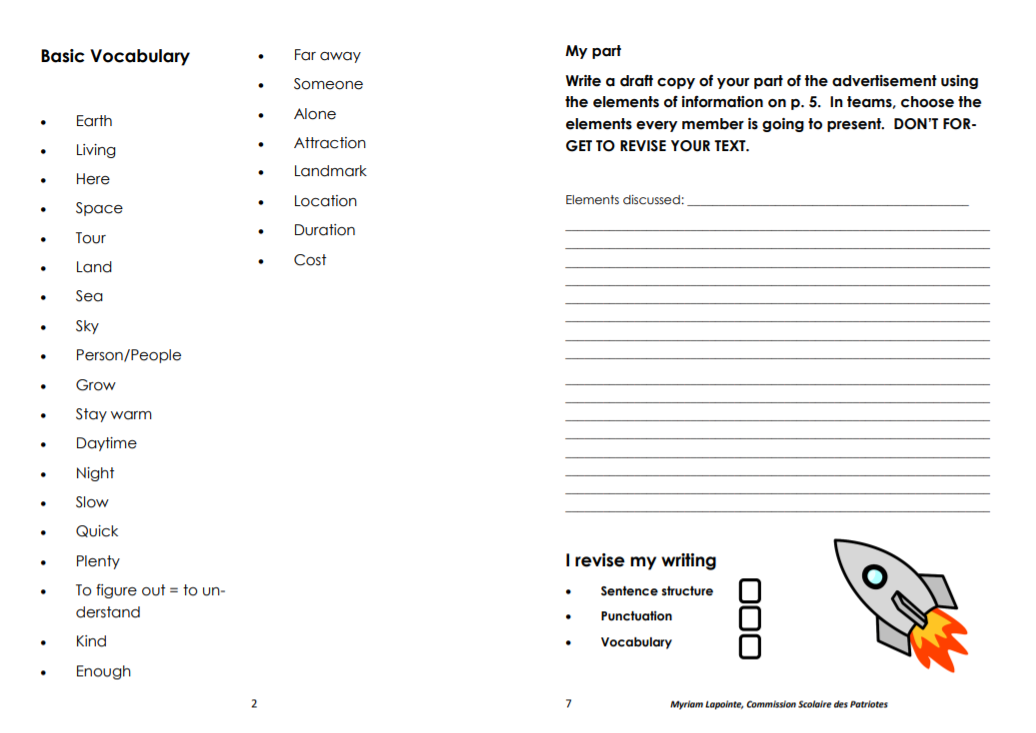 Basic Vocabulary
• Earth
• Living
• Here
• Space
• Tour
• Land
• Sea
• Sky
• Person/People
• Grow
• Stay warm
• Daytime
• Night
• Slow
• Quick
• Plenty
• To figure out = to un-
derstand
• Kind
• Enough
• Far away
• Someone
• Alone
• Attraction
• Landmark
• Location
• Duration
• Cost
2
My part
Write a draft copy of your part of the advertisement using
the elements of information on p. 5. In teams, choose the
elements every member is going to present. DON'T FOR-
GET TO REVISE YOUR TEXT.
Elements discussed:
I revise my writing
• Sentence structure
• Punctuation
• Vocabulary
7 Myriam Lapointe, Commission Scolaire des Patriotes